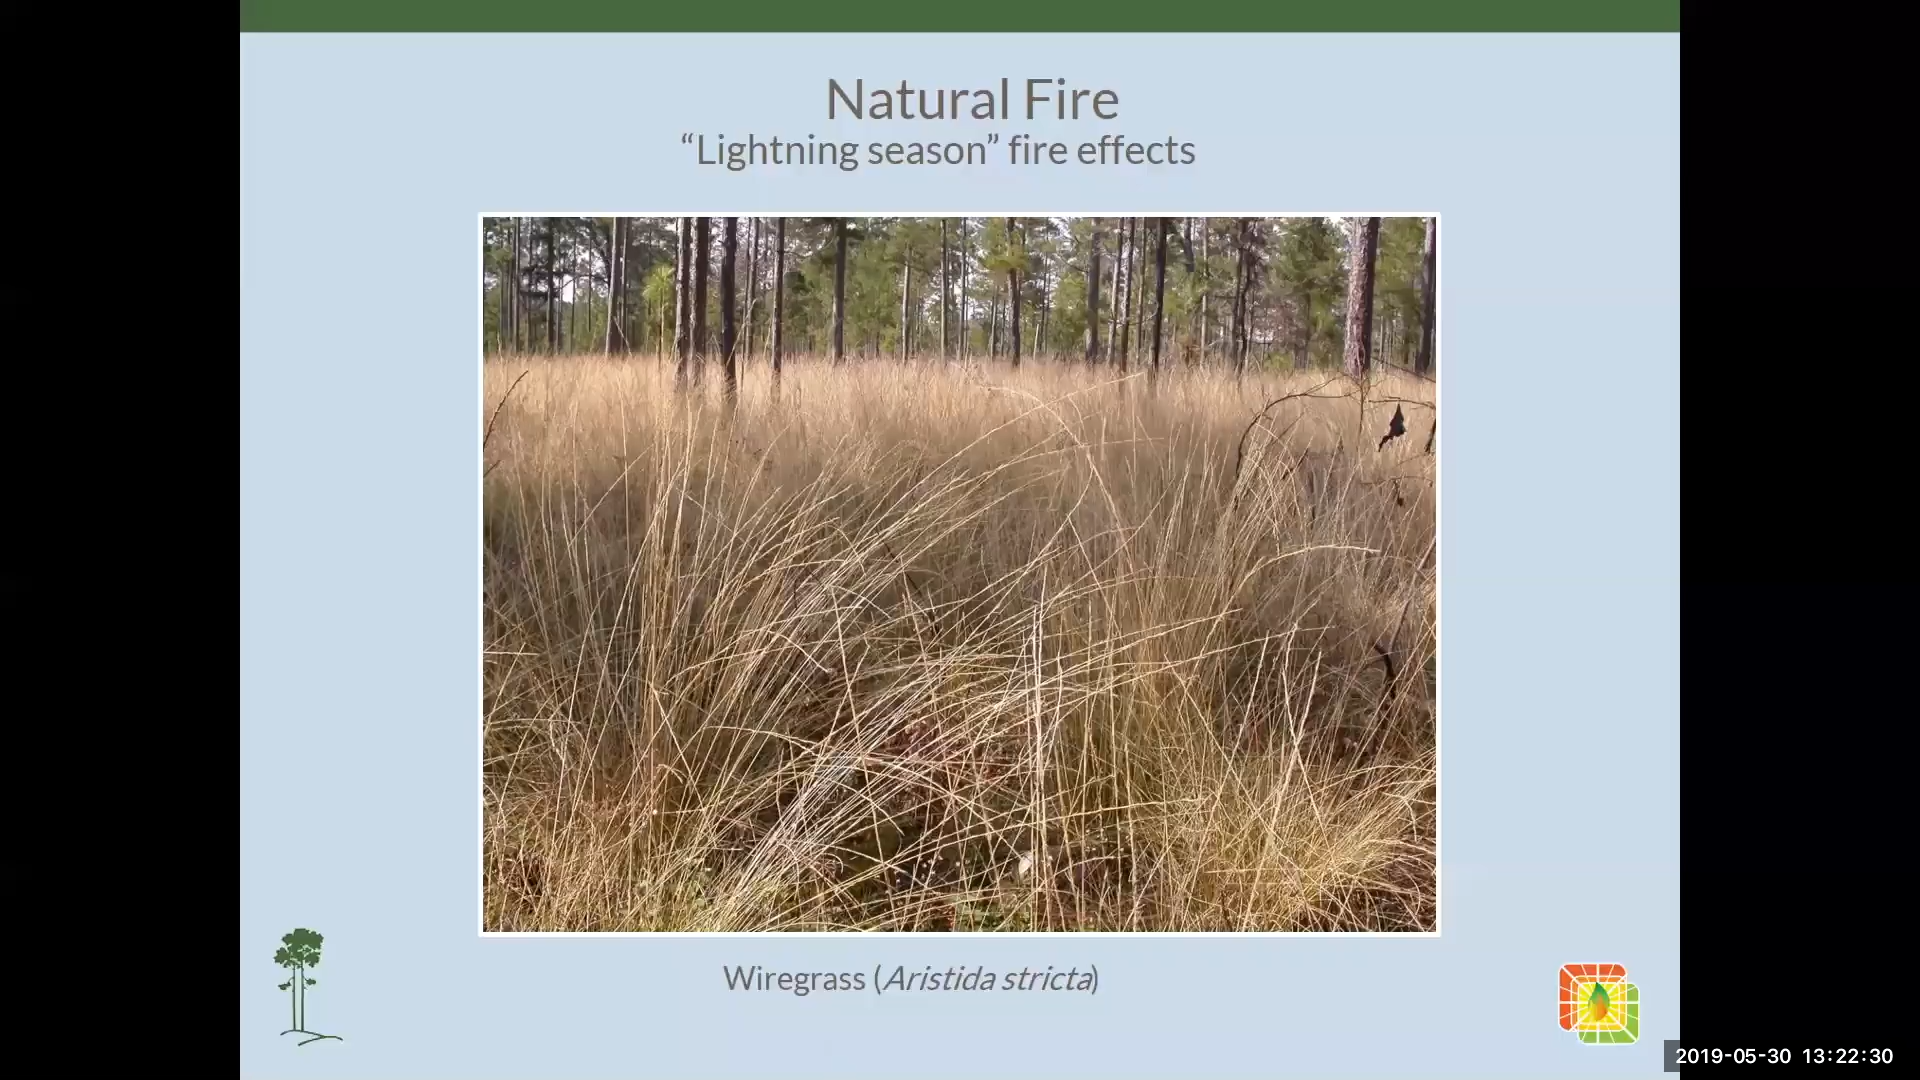 Natural Fire
“Lightning season” fire effects
Wiregrass (Aristida stricta)
2019-05-30 13:22:30